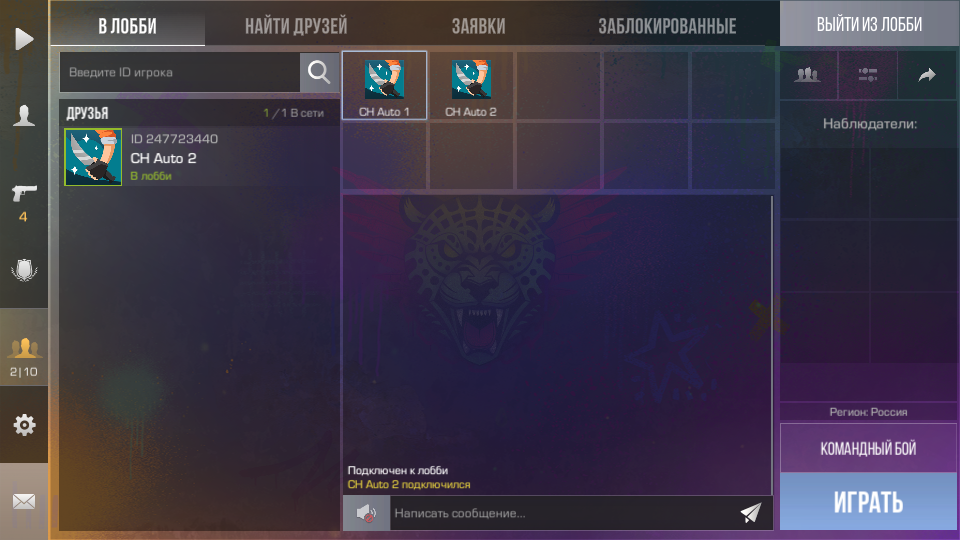 В ЛОББИ
НАЙТИ ДРУЗЕЙ
ЗАЯВКИ
ЗАБЛОКИРОВАННЫЕ
ВЫЙТИ ИЗ ЛОББИ
Введите ID игрока
ДРУЗЬЯ
1 / 1 В сети
ID 247723440
CH Auto 2
В лобби
CH Auto 1
CH Auto 2
Наблюдатели:
4
2|10
Подключен к лобби
CH Auto 2 подключился
Написать сообщение...
Регион: Россия
КОМАНДНЫЙ БОЙ
ИГРАТЬ